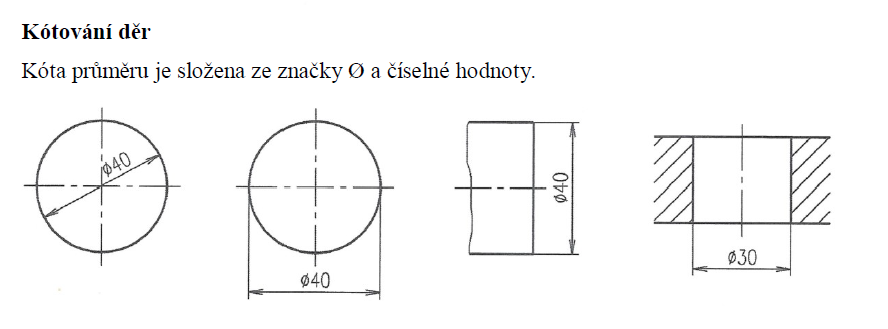 Kótování děr
Kóta průměru je složena ze značky Ø a číselné hodnoty.
Ø40
Ø40
Ø40
Ø30